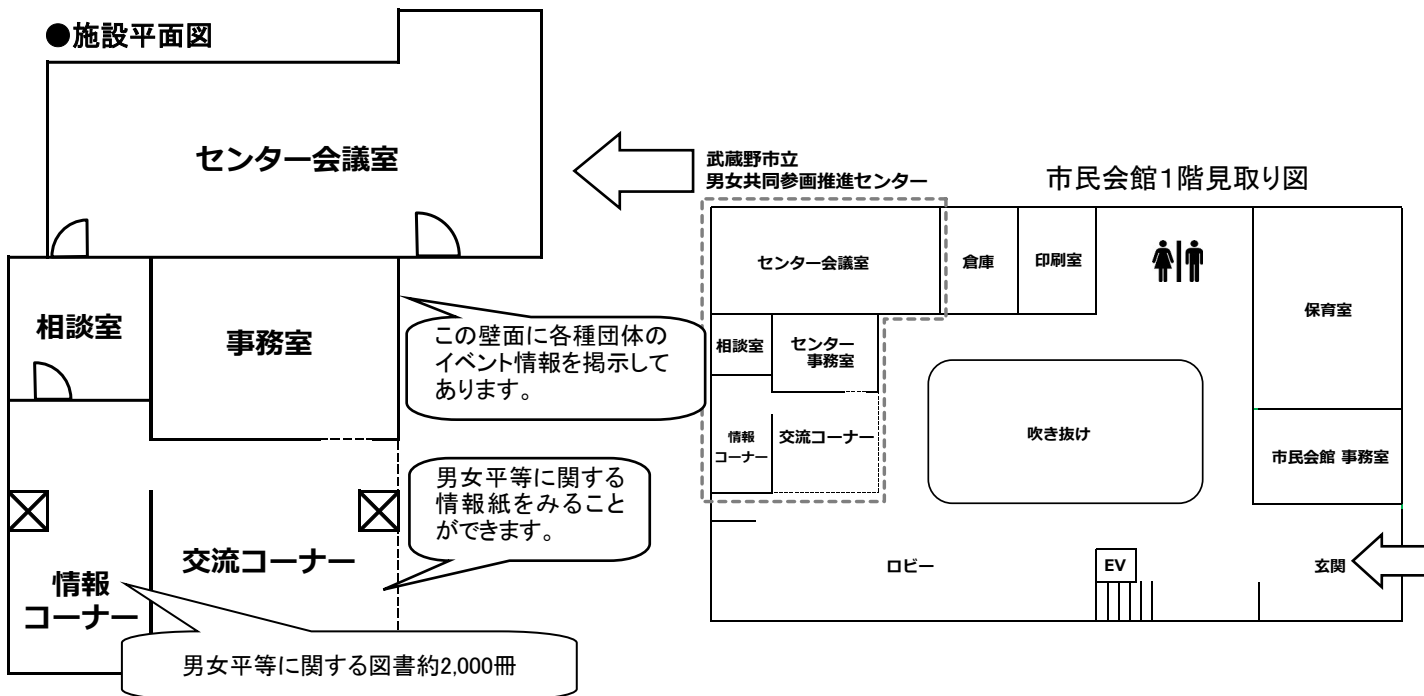 ●施設平面図
センター会議室
相談室
事務室
この壁面に各種団体の
イベント情報を掲示して
あります。
男女平等に関する
情報紙をみること
ができます。
交流コーナー
情報
コーナー
男女平等に関する図書約2,000冊
武蔵野市立
男女共同参画推進センター
市民会館1階見取り図
センター会議室
倉庫
印刷室
保育室
相談室
センター
事務室
情報
コーナー
交流コーナー
吹き抜け
市民会館 事務室
ロビー
EV
玄関